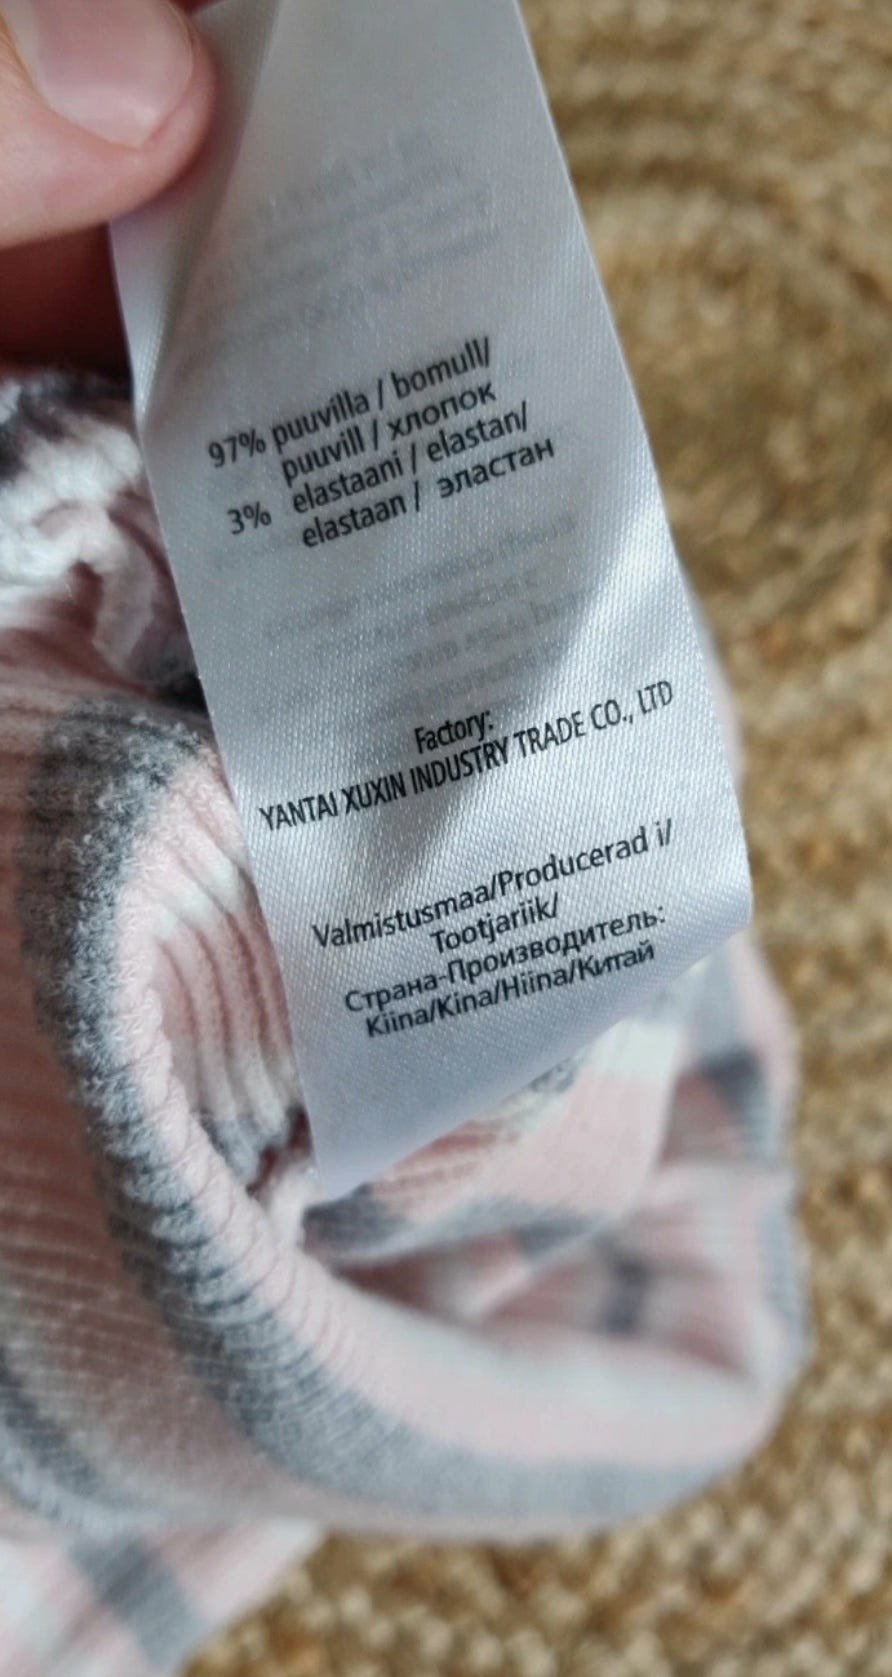 97% puuvilla / bomull/
puuvill / хлопок
3% elastaani / elastan/
elastaan / эластан
Factory:
YANTAI XUXIN INDUSTRY TRADE CO., LTD
Valmistusmaa/Producerad i/
Tootjariik/
Страна-Производитель:
Kiina/Kina/Hiina/Китай